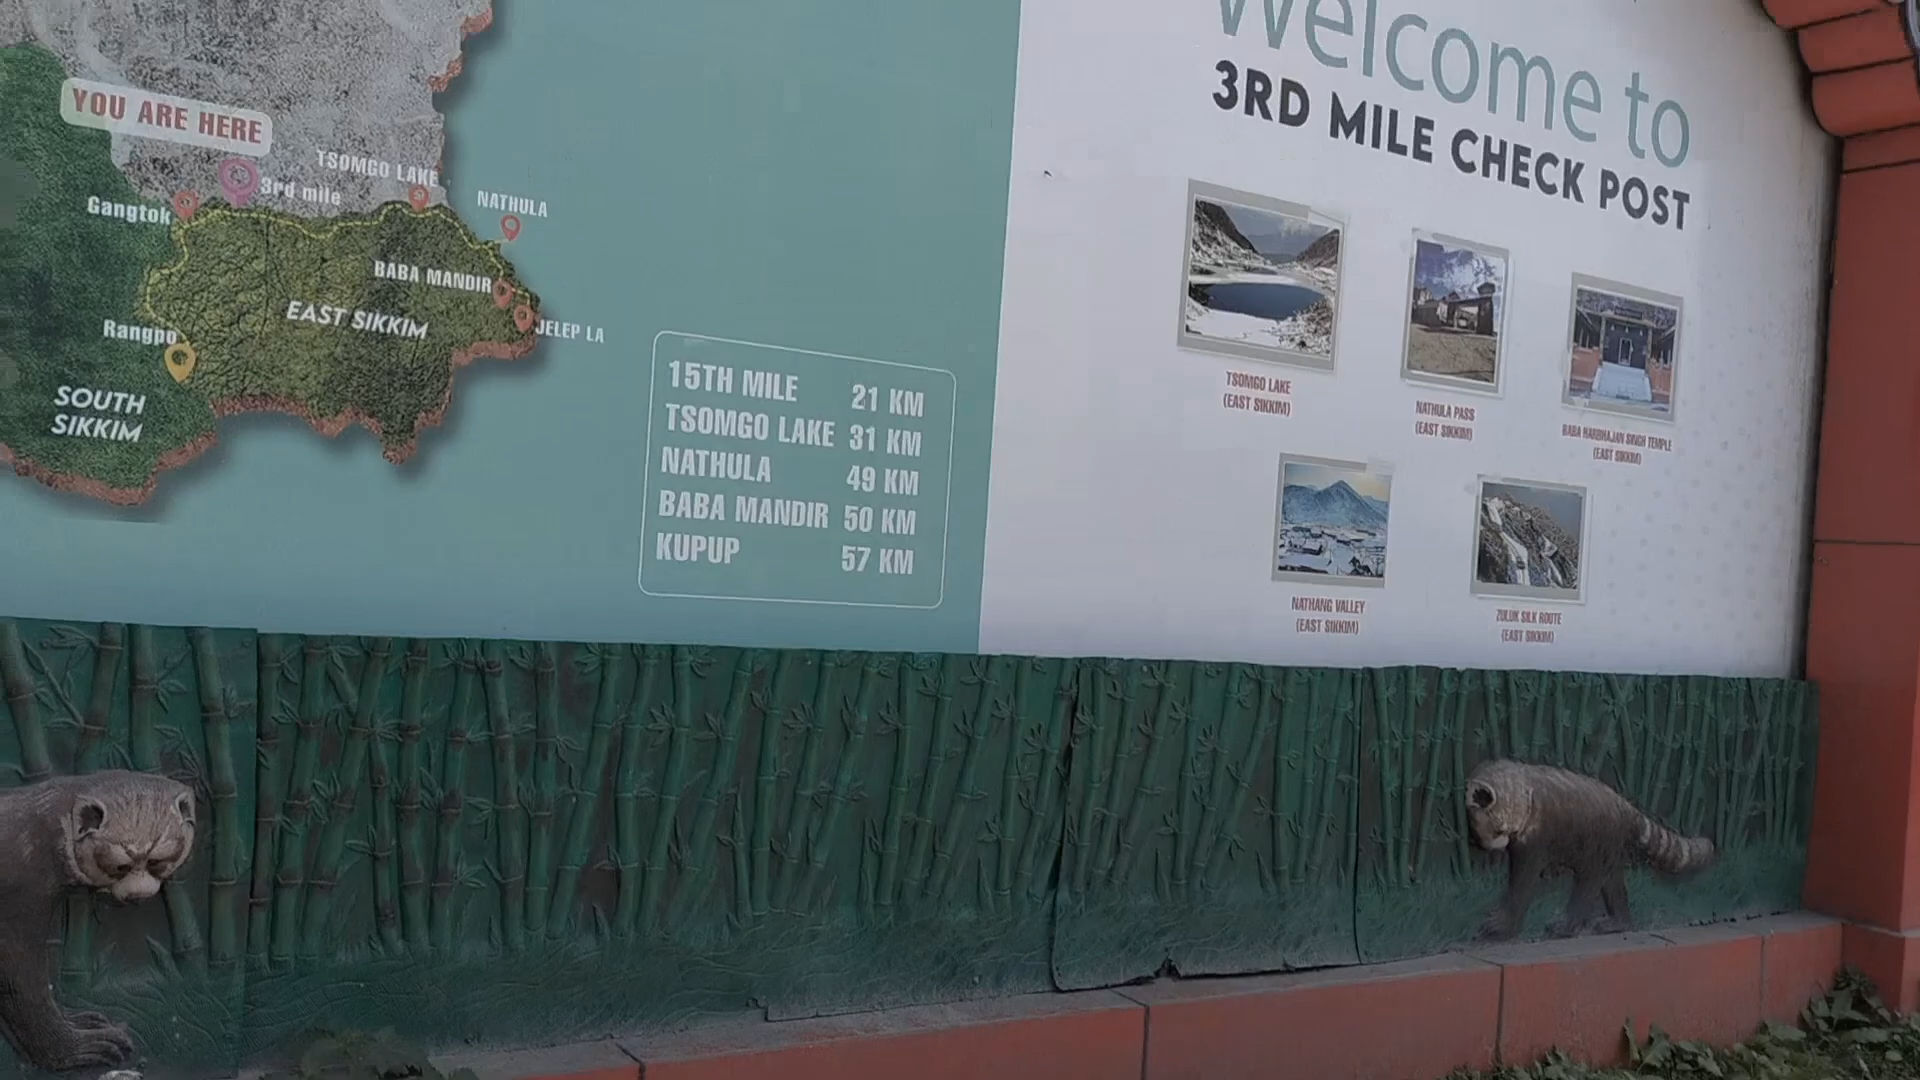 YOU ARE HERE
TSOMGO LAKE
3rd mile
NATHULA
Gangtok
BABA MANDIR
EAST SIKKIM
JELEP LA
Rangpo
SOUTH
SIKKIM
15TH MILE 21 KM
TSOMGO LAKE 31 KM
NATHULA 49 KM
BABA MANDIR 50 KM
KUPUP 57 KM
Welcome to
3RD MILE CHECK POST
TSOMGO LAKE
(EAST SIKKIM)
NATHULA PASS
(EAST SIKKIM)
BABA HARBHAJAN SINGH TEMPLE
(EAST SIKKIM)
NATHANG VALLEY
(EAST SIKKIM)
ZULUK SILK ROUTE
(EAST SIKKIM)